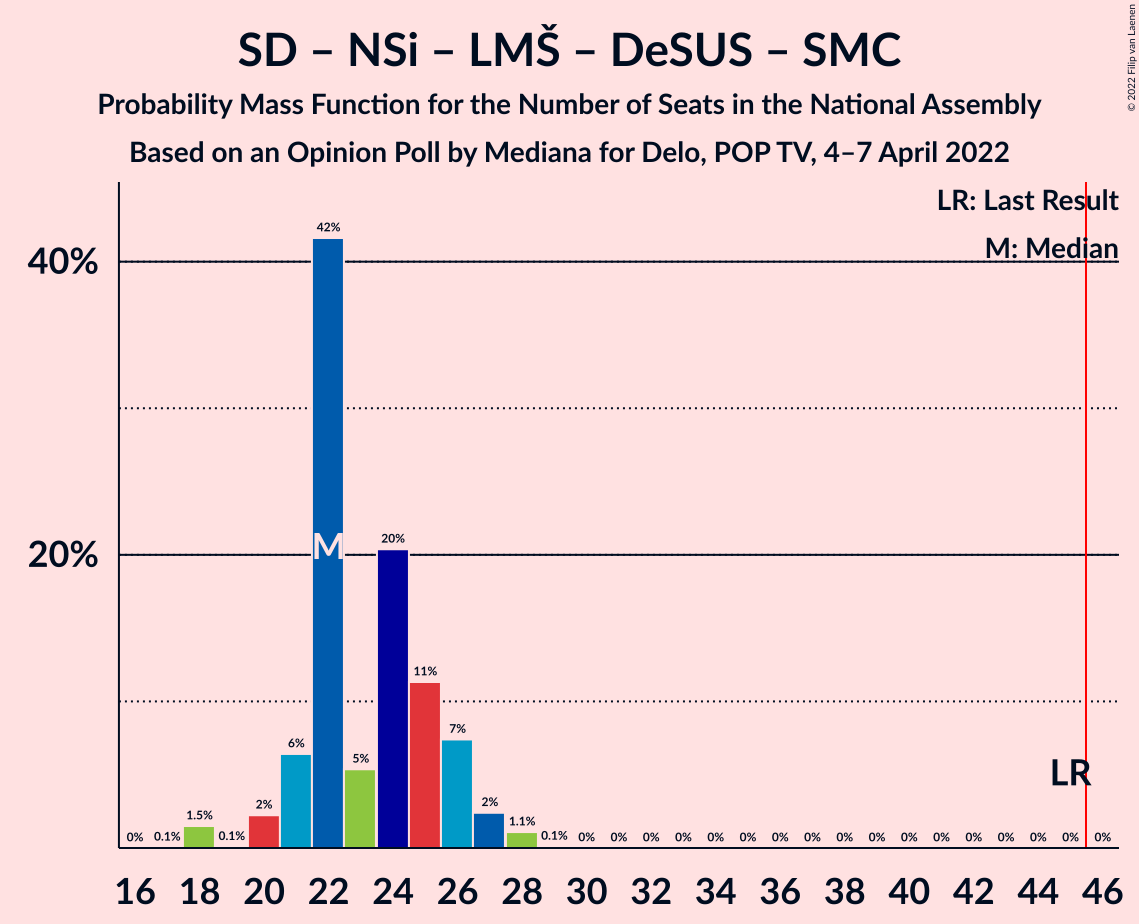 SD – NSi – LMŠ – DeSUS – SMC
Probability Mass Function for the Number of Seats in the National Assembly
Based on an Opinion Poll by Mediana for Delo, POP TV, 4–7 April 2022
© 2022 Filip van Laenen
LR: Last Result
M: Median
40%
20%
0% 0.1% 1.5% 0.1% 2% 6% 42% 5% 20% 11% 7% 2% 1.1% 0.1% 0% 0% 0% 0% 0% 0% 0% 0% 0% 0% 0% 0% 0% 0% 0% 0% 0%
M
LR
16 18 20 22 24 26 28 30 32 34 36 38 40 42 44 46